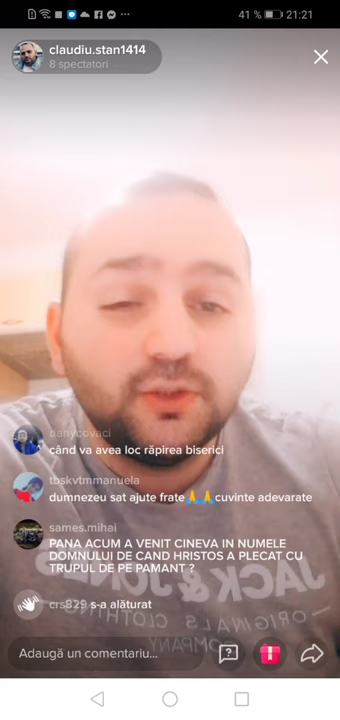 41 % 21:21
claudiu.stan1414
8 spectatori
danycovaci
când va avea loc răpirea biserici
tbskvtmmanuela
dumnezeu sat ajute frate🙏🙏cuvinte adevarate
sames.mihai
PANA ACUM A VENIT CINEVA IN NUMELE
DOMNULUI DE CAND HRISTOS A PLECAT CU
TRUPUL DE PE PAMANT ?
JACK & JONES
ORIGINALS CLOTHING
COMPANY
crs829 s-a alăturat
Adaugă un comentariu...